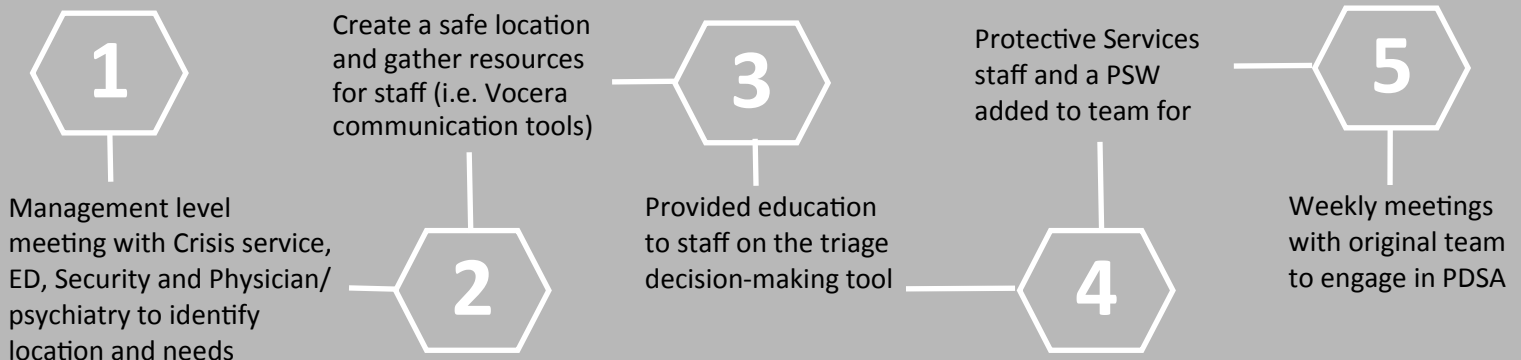 1
Management level
meeting with Crisis service,
ED, Security and Physician/
psychiatry to identify
location and needs
Create a safe location
and gather resources
for staff (i.e. Vocera
communication tools)
2
3
Provided education
to staff on the triage
decision-making tool
Protective Services
staff and a PSW
added to team for
4
5
Weekly meetings
with original team
to engage in PDSA